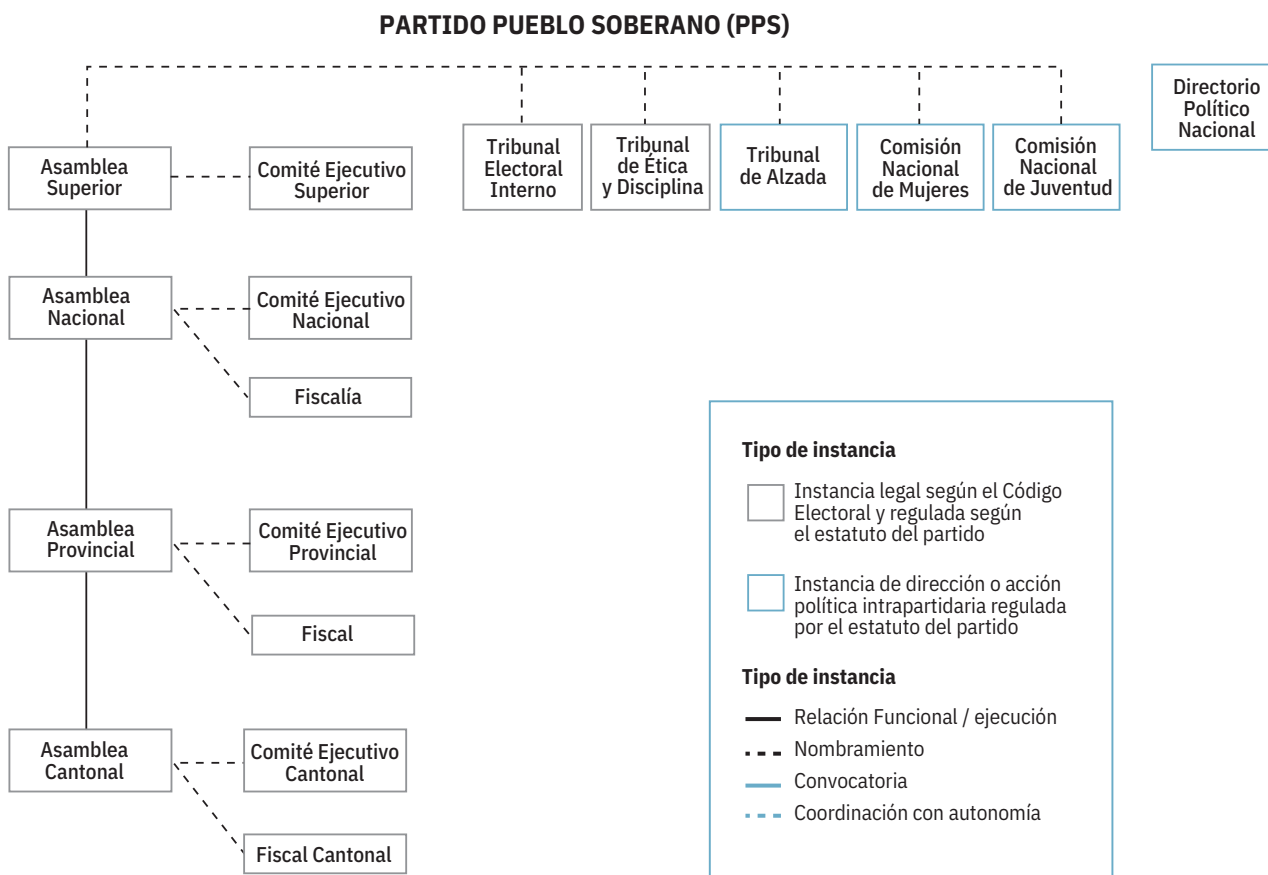 PARTIDO PUEBLO SOBERANO (PPS)
Directorio
Político
Nacional
Asamblea
Superior
Comité Ejecutivo
Superior
Tribunal
Electoral
Interno
Tribunal
de Ética
y Disciplina
Tribunal
de Alzada
Comisión
Nacional
de Mujeres
Comisión
Nacional
de Juventud
Asamblea
Nacional
Comité Ejecutivo
Nacional
Fiscalía
Asamblea
Provincial
Comité Ejecutivo
Provincial
Fiscal
Asamblea
Cantonal
Comité Ejecutivo
Cantonal
Fiscal Cantonal
Tipo de instancia
Instancia legal según el Código
Electoral y regulada según
el estatuto del partido
Instancia de dirección o acción
política intrapartidaria regulada
por el estatuto del partido
Tipo de instancia
Relación Funcional / ejecución
Nombramiento
Convocatoria
Coordinación con autonomía